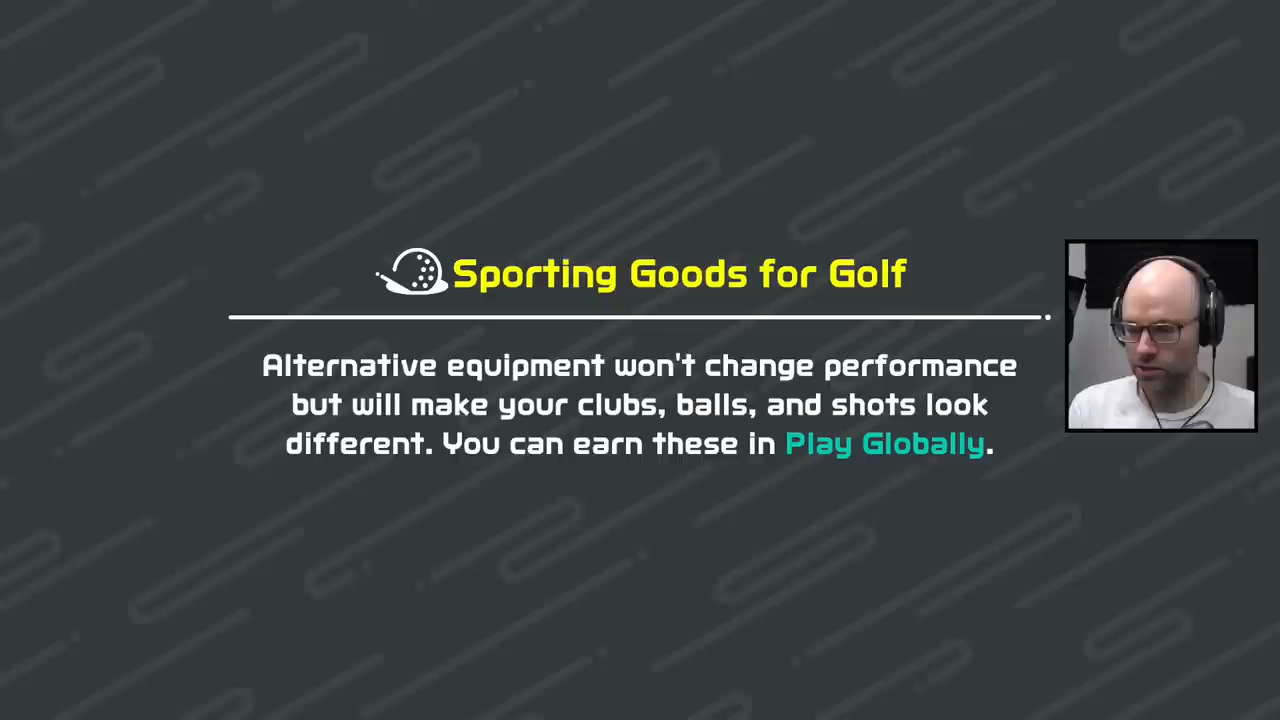 Sporting Goods for Golf
Alternative equipment won't change performance
but will make your clubs, balls, and shots look
different. You can earn these in Play Globally.